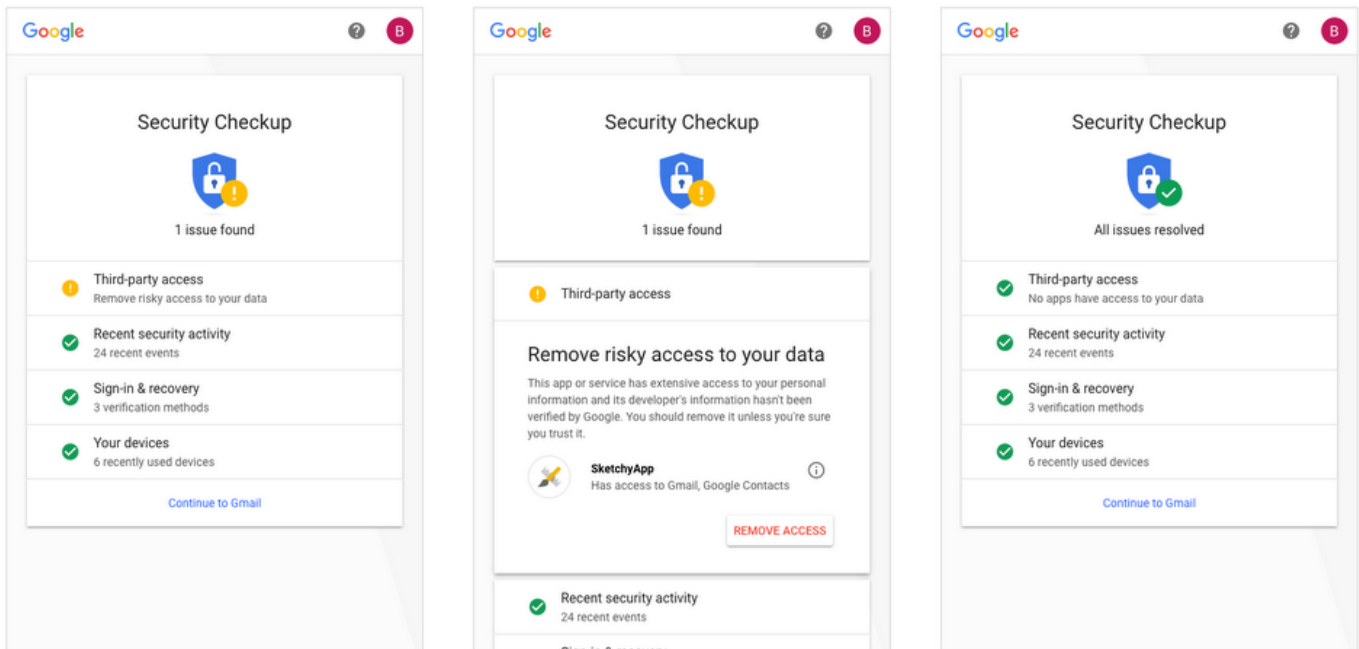 Google
B
Security Checkup
1 issue found
Third-party access
Remove risky access to your data
Recent security activity
24 recent events
Sign-in & recovery
3 verification methods
Your devices
6 recently used devices
Continue to Gmail
Google
B
Security Checkup
1 issue found
Third-party access
Remove risky access to your data
This app or service has extensive access to your personal
information and its developer's information hasn't been
verified by Google. You should remove it unless you're sure
you trust it.
SketchyApp
Has access to Gmail, Google Contacts
REMOVE ACCESS
Recent security activity
24 recent events
Google
B
Security Checkup
All issues resolved
Third-party access
No apps have access to your data
Recent security activity
24 recent events
Sign-in & recovery
3 verification methods
Your devices
6 recently used devices
Continue to Gmail